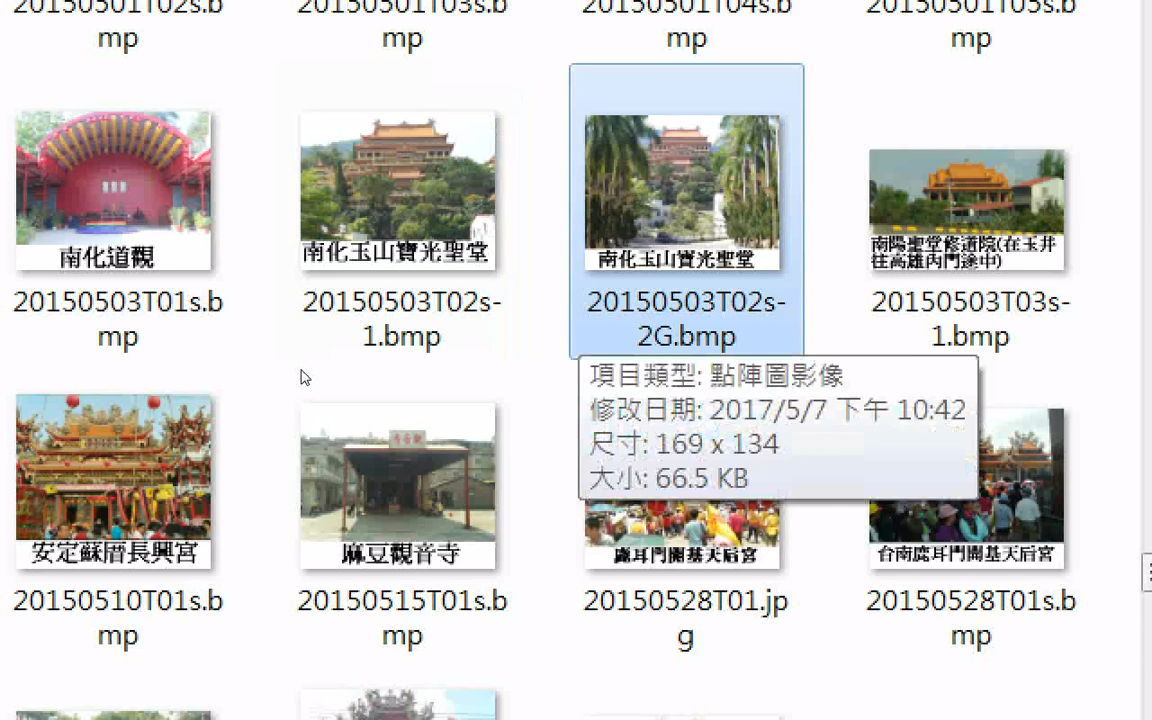 20150501T02s.b
mp
20150501T03s.b
mp
20150501T04s.b
mp
20150501T05s.b
mp
南化道觀
20150503T01s.b
mp
南化玉山寶光聖堂
20150503T02s-
1.bmp
南化玉山寶光聖堂
20150503T02s-
2G.bmp
南陽聖堂修道院(在玉井
往高雄內門途中)
20150503T03s-
1.bmp
項目類型: 點陣圖影像
修改日期: 2017/5/7 下午 10:42
尺寸: 169 x 134
大小: 66.5 KB
安定蘇厝長興宮
20150510T01s.b
mp
麻豆觀音寺
20150515T01s.b
mp
鹿耳門開基天后宮
20150528T01.jp
g
台南鹿耳門開基天后宮
20150528T01s.b
mp